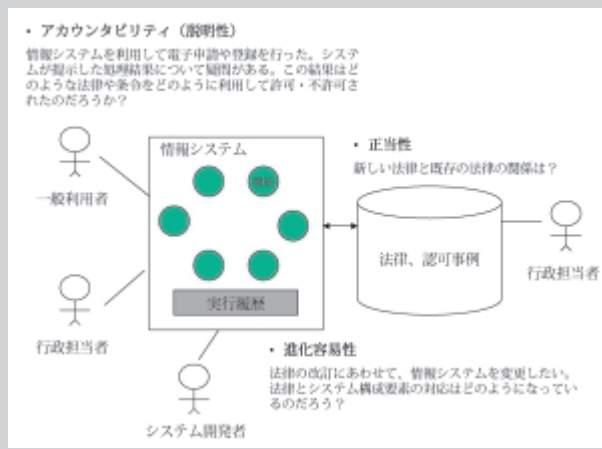 ・ アカウンタビリティ（説明性）
情報システムを利用して電子申請や登録を行った。システ
ムが提示した処理結果について疑問がある。この結果はど
のような法律や条令をどのように利用して許可・不許可さ
れたのだろうか？
情報システム
・ 正当性
新しい法律と既存の法律の関係は？
一般利用者
法律、認可事例
行政担当者
実行履歴
行政担当者
・ 進化容易性
法律の改訂にあわせて、情報システムを変更したい。
法律とシステム構成要素の対応はどのようになってい
るのだろう？
システム開発者